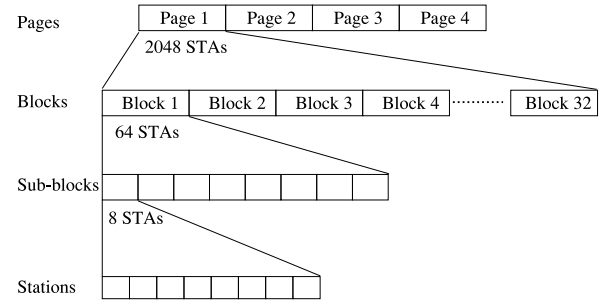 Pages Page 1 Page 2 Page 3 Page 4
2048 STAs
Blocks Block 1 Block 2 Block 3 Block 4 Block 32
64 STAs
Sub-blocks
8 STAs
Stations